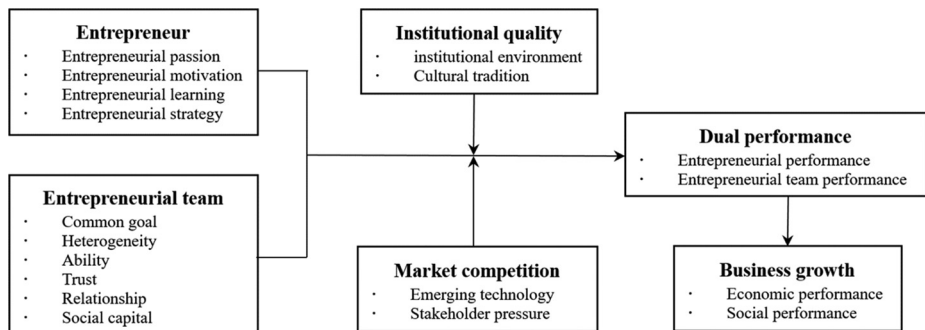 Entrepreneur
· Entrepreneurial passion
· Entrepreneurial motivation
· Entrepreneurial learning
· Entrepreneurial strategy
Entrepreneurial team
· Common goal
· Heterogeneity
· Ability
· Trust
· Relationship
· Social capital
Institutional quality
· institutional environment
· Cultural tradition
Market competition
· Emerging technology
· Stakeholder pressure
Dual performance
· Entrepreneurial performance
· Entrepreneurial team performance
Business growth
· Economic performance
· Social performance